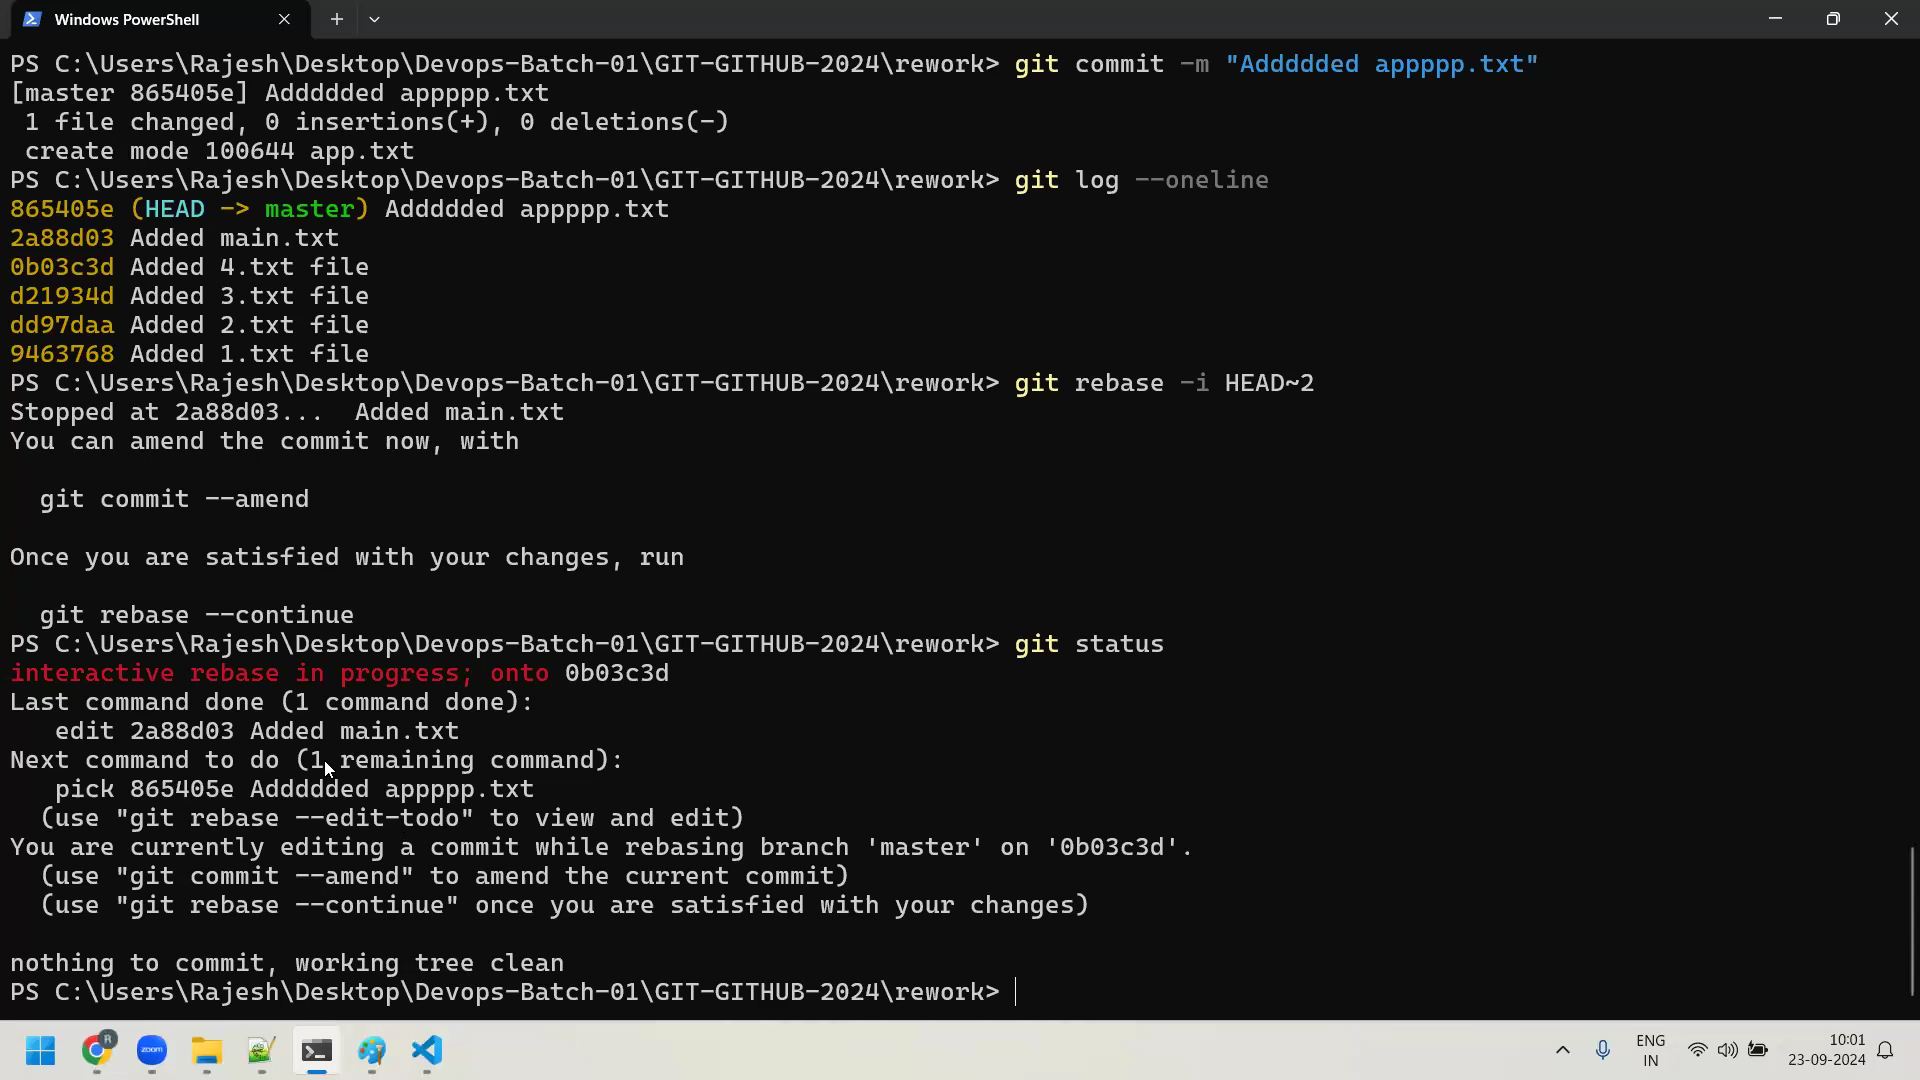 Windows PowerShell
PS C:\Users\Rajesh\Desktop\Devops-Batch-01\GIT-GITHUB-2024\rework> git commit -m "Addddded appppp.txt"
[master 865405e] Addddded appppp.txt
 1 file changed, 0 insertions(+), 0 deletions(-)
 create mode 100644 app.txt
PS C:\Users\Rajesh\Desktop\Devops-Batch-01\GIT-GITHUB-2024\rework> git log --oneline
865405e (HEAD -> master) Addddded appppp.txt
2a88d03 Added main.txt
0b03c3d Added 4.txt file
d21934d Added 3.txt file
dd97daa Added 2.txt file
9463768 Added 1.txt file
PS C:\Users\Rajesh\Desktop\Devops-Batch-01\GIT-GITHUB-2024\rework> git rebase -i HEAD~2
Stopped at 2a88d03...  Added main.txt
You can amend the commit now, with
  git commit --amend
Once you are satisfied with your changes, run
  git rebase --continue
PS C:\Users\Rajesh\Desktop\Devops-Batch-01\GIT-GITHUB-2024\rework> git status
interactive rebase in progress; onto 0b03c3d
Last command done (1 command done):
   edit 2a88d03 Added main.txt
Next command to do (1 remaining command):
   pick 865405e Addddded appppp.txt
  (use "git rebase --edit-todo" to view and edit)
You are currently editing a commit while rebasing branch 'master' on '0b03c3d'.
  (use "git commit --amend" to amend the current commit)
  (use "git rebase --continue" once you are satisfied with your changes)
nothing to commit, working tree clean
PS C:\Users\Rajesh\Desktop\Devops-Batch-01\GIT-GITHUB-2024\rework>
R
zoom
ENG
IN
10:01
23-09-2024